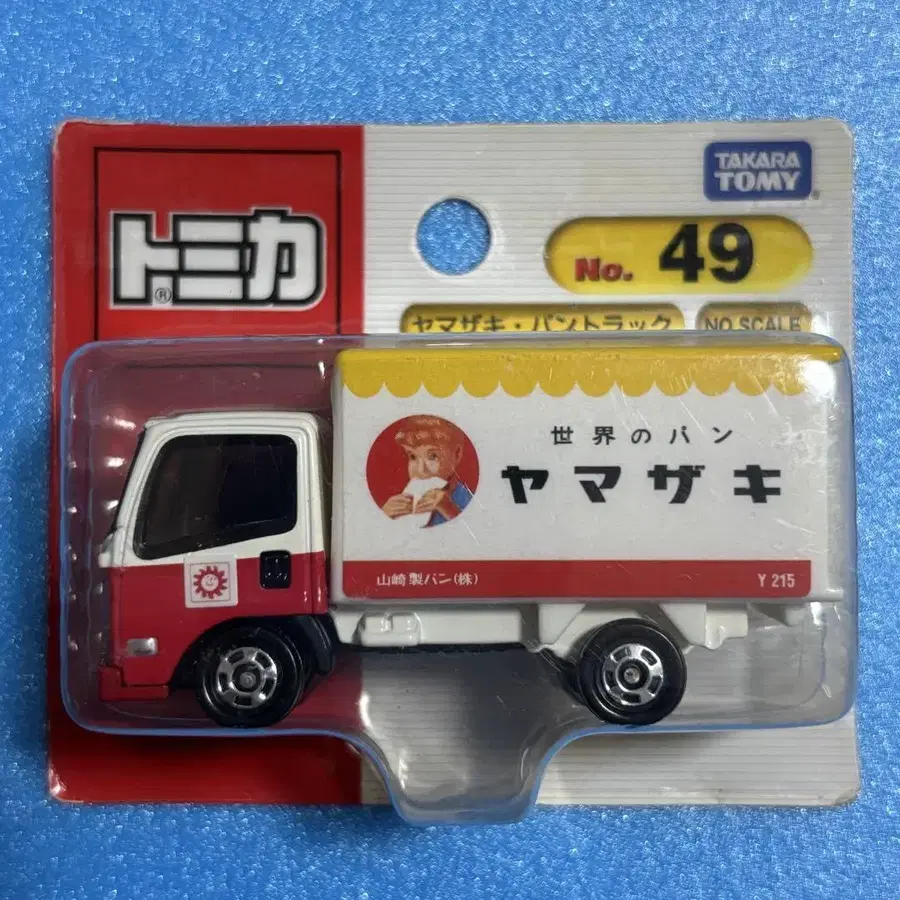 トミカ®
TAKARA
TOMY®
No. 49
ヤマザキ・パントラック
NO SCALE
世界のパン
ヤマザキ
山崎製パン(株)
Y 215